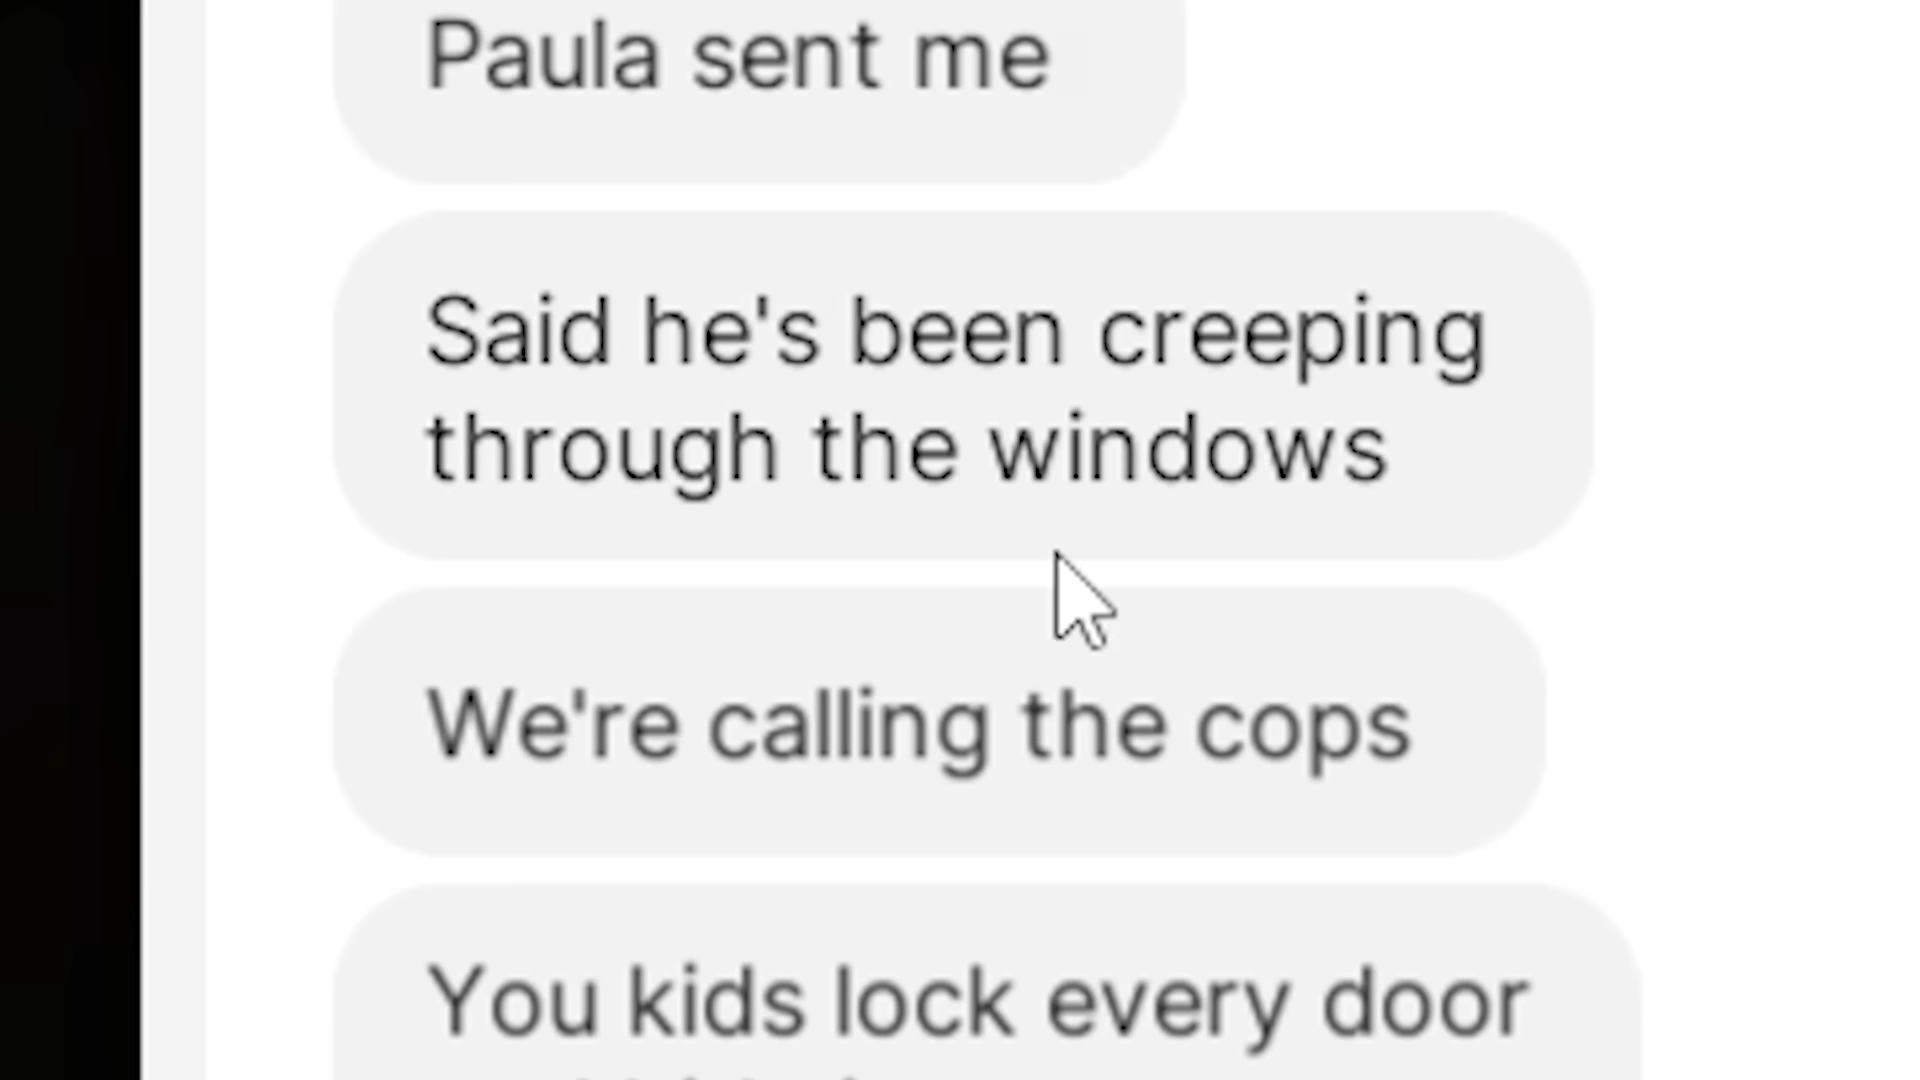 Paula sent me
Said he's been creeping
through the windows
We're calling the cops
You kids lock every door